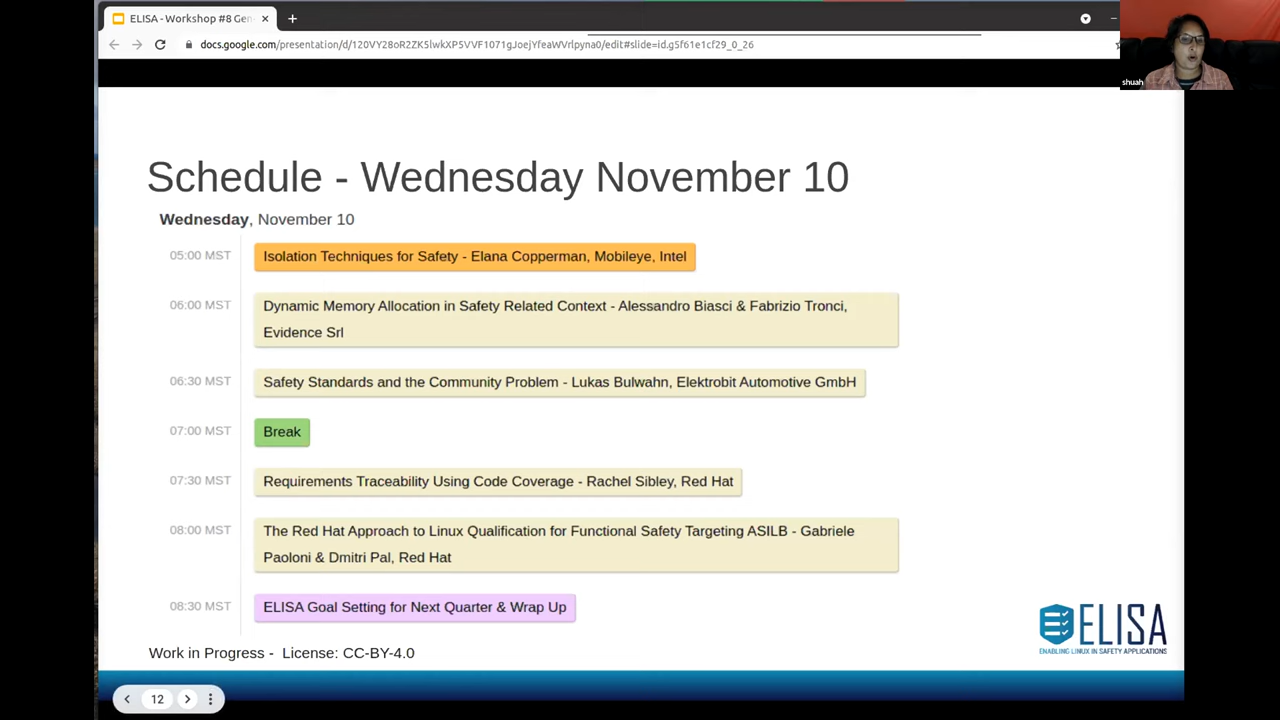 ELISA - Workshop #8 Gen
docs.google.com/presentation/d/120VY28oR2ZK5lwkXP5VVF1071gJoejYfeaWVrlpyna0/edit#slide=id.g5f61e1cf29_0_26
shuah
Schedule - Wednesday November 10
Wednesday, November 10
05:00 MST
Isolation Techniques for Safety - Elana Copperman, Mobileye, Intel
06:00 MST
Dynamic Memory Allocation in Safety Related Context - Alessandro Biasci & Fabrizio Tronci,
Evidence Srl
06:30 MST
Safety Standards and the Community Problem - Lukas Bulwahn, Elektrobit Automotive GmbH
07:00 MST
Break
07:30 MST
Requirements Traceability Using Code Coverage - Rachel Sibley, Red Hat
08:00 MST
The Red Hat Approach to Linux Qualification for Functional Safety Targeting ASILB - Gabriele
Paoloni & Dmitri Pal, Red Hat
08:30 MST
ELISA Goal Setting for Next Quarter & Wrap Up
ELISA
ENABLING LINUX IN SAFETY APPLICATIONS
Work in Progress - License: CC-BY-4.0
12